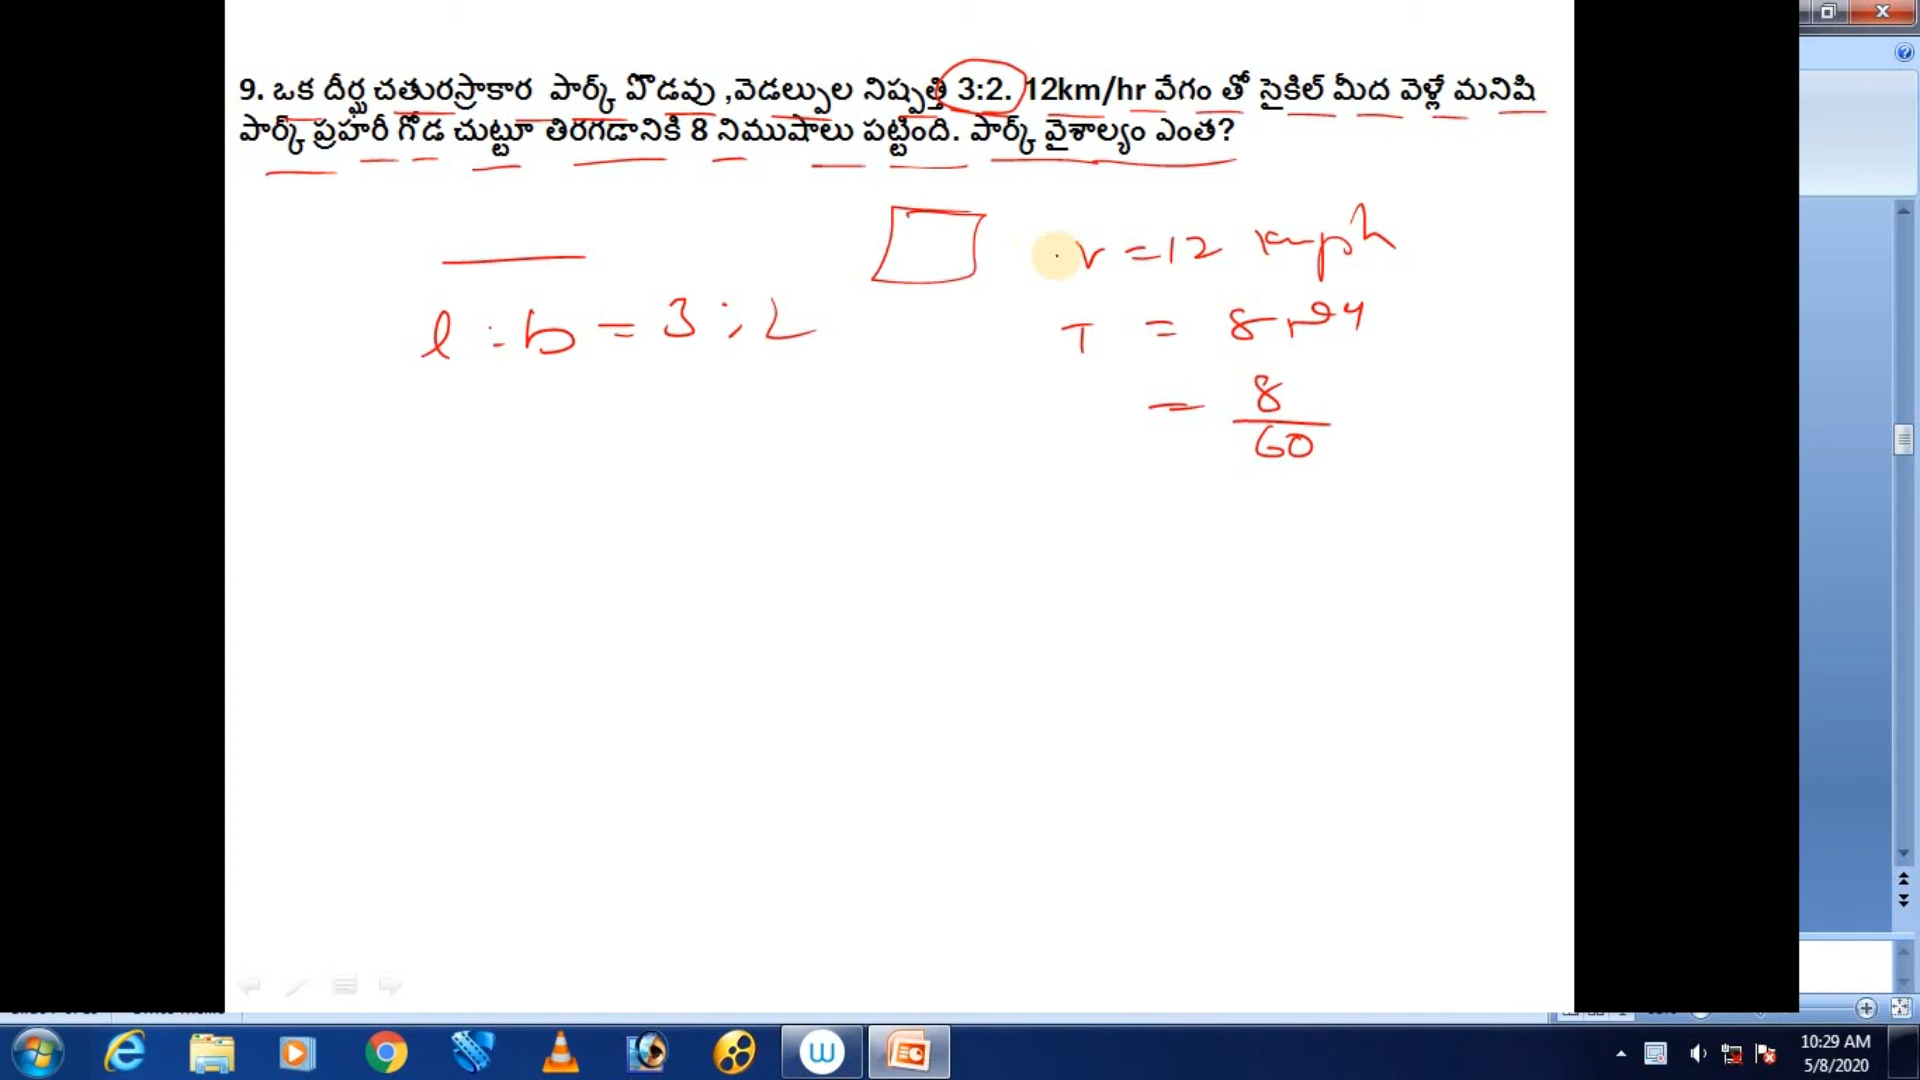 9. ఒక దీర్ఘ చతురస్రాకార పార్క్ పొడవు ,వెడల్పుల నిష్పత్తి 3:2. 12km/hr వేగం తో సైకిల్ మీద వెళ్లే మనిషి
పార్క్ ప్రహరీ గోడ చుట్టూ తిరగడానికి 8 నిముషాలు పట్టింది. పార్క్ వైశాల్యం ఎంత?
v = 12 kmph
l : b = 3 : 2
T = 8
= 8
60
10:29 AM
5/8/2020